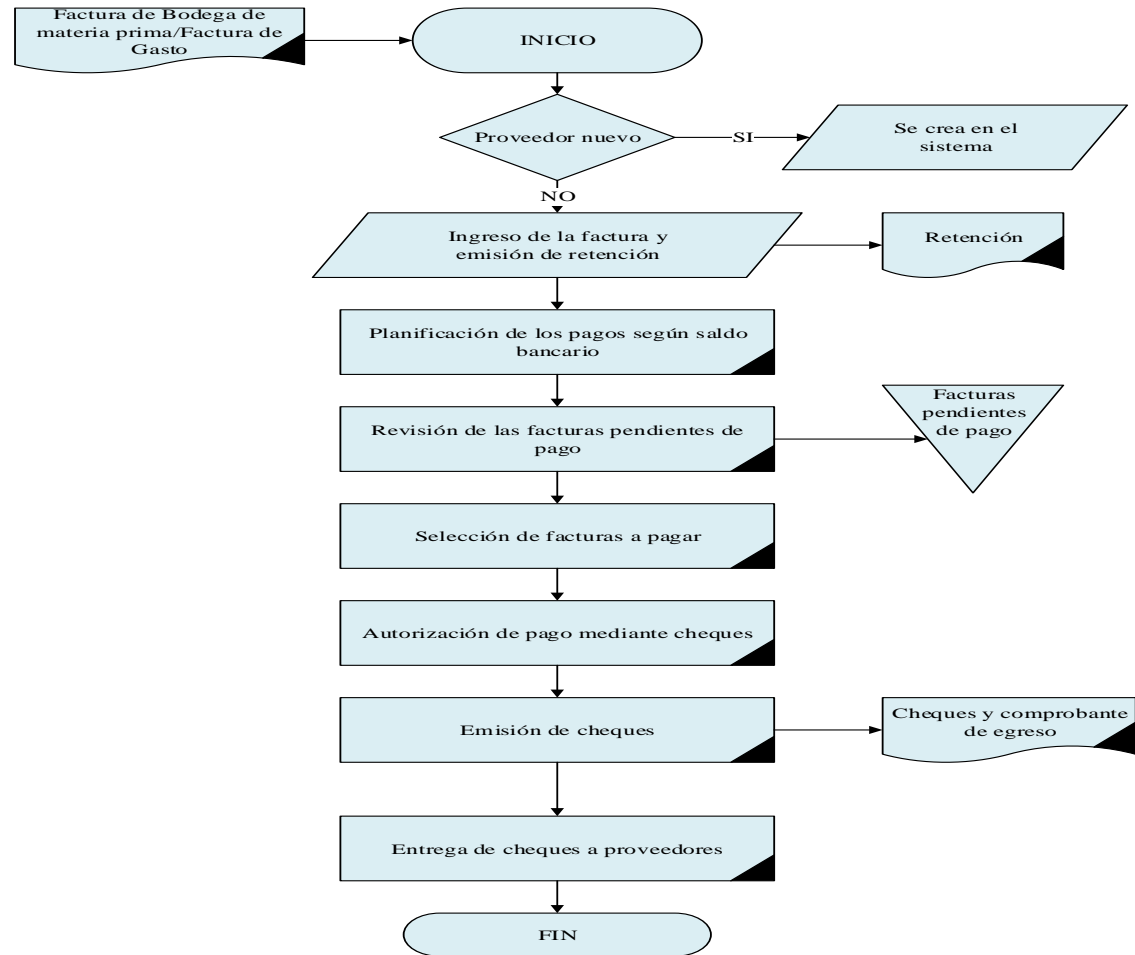 Factura de Bodega de
materia prima/Factura de
Gasto
INICIO
Proveedor nuevo
SI
Se crea en el
sistema
NO
Ingreso de la factura y
emisión de retención
Retención
Planificación de los pagos según saldo
bancario
Revisión de las facturas pendientes de
pago
Facturas
pendientes
de pago
Selección de facturas a pagar
Autorización de pago mediante cheques
Emisión de cheques
Cheques y comprobante
de egreso
Entrega de cheques a proveedores
FIN